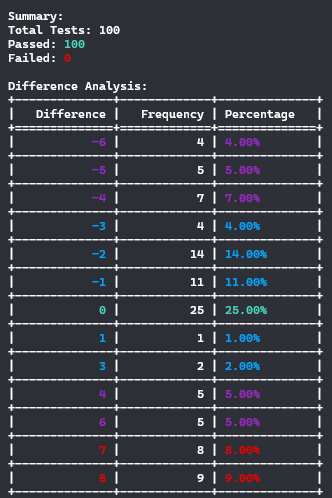 Summary:
Total Tests: 100
Passed: 100
Failed: 0
Difference Analysis:
| Difference | Frequency | Percentage |
| -6 | 4 | 4.00% |
| -5 | 5 | 5.00% |
| -4 | 7 | 7.00% |
| -3 | 4 | 4.00% |
| -2 | 14 | 14.00% |
| -1 | 11 | 11.00% |
| 0 | 25 | 25.00% |
| 1 | 1 | 1.00% |
| 3 | 2 | 2.00% |
| 4 | 5 | 5.00% |
| 6 | 5 | 5.00% |
| 7 | 8 | 8.00% |
| 8 | 9 | 9.00% |